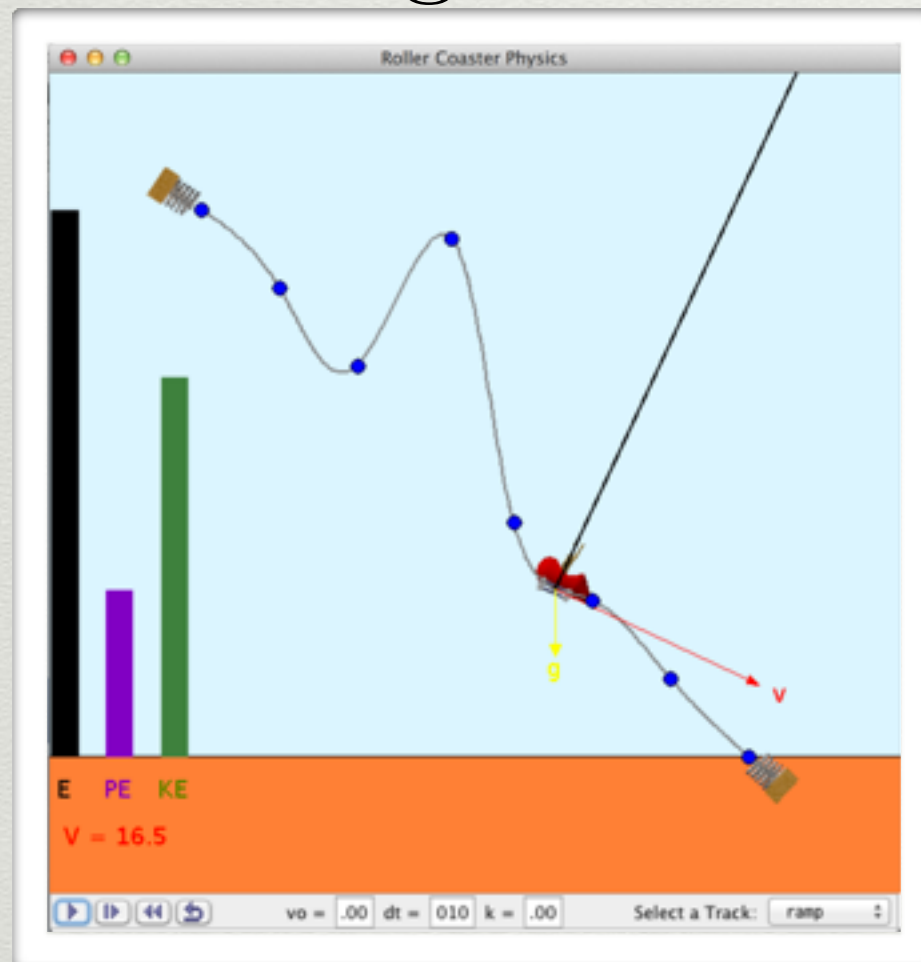 Roller Coaster Physics
g
v
E PE KE
V = 16.5
vo = .00 dt = 010 k = .00 Select a Track: ramp